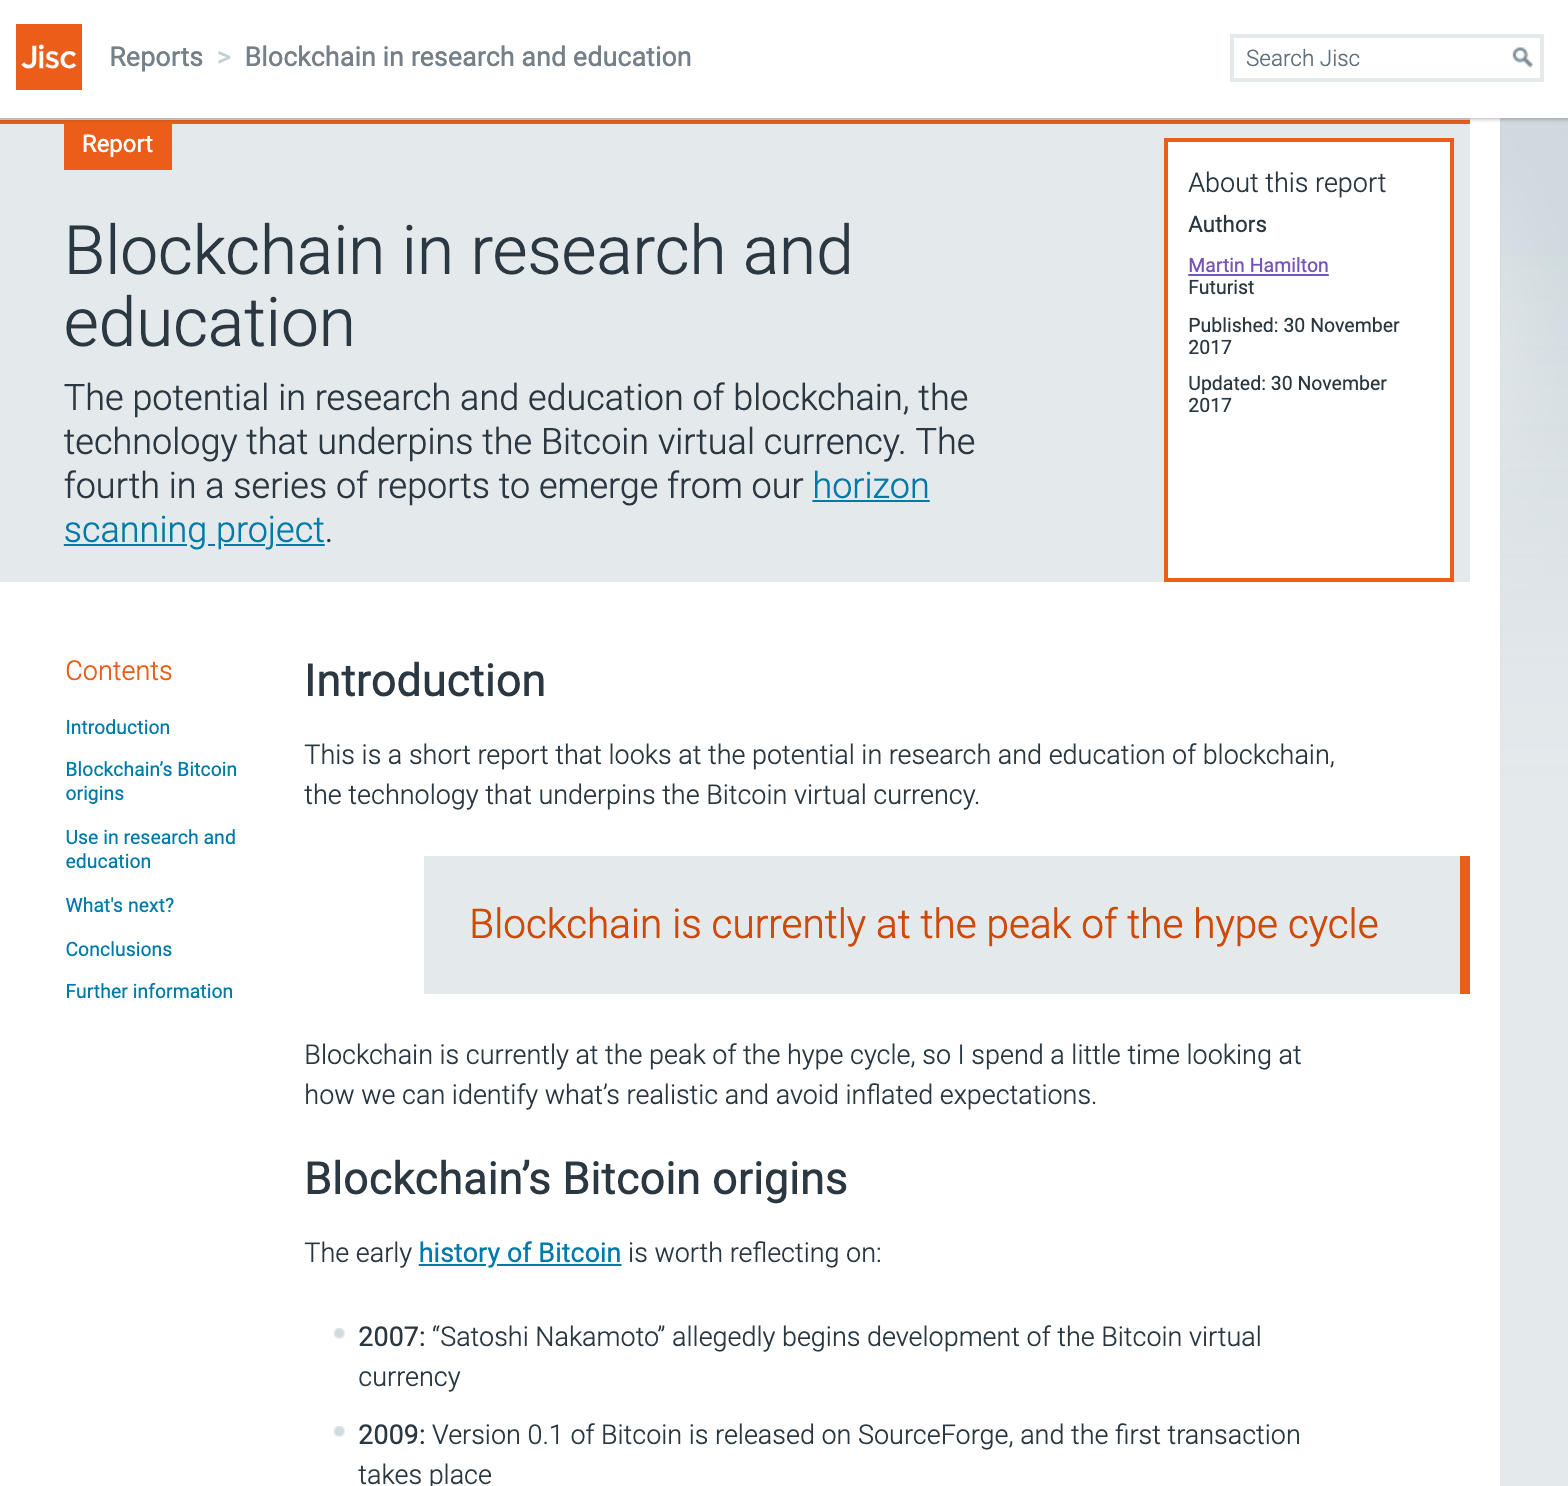 Jisc
Reports > Blockchain in research and education
Search Jisc
Report
Blockchain in research and
education
The potential in research and education of blockchain, the
technology that underpins the Bitcoin virtual currency. The
fourth in a series of reports to emerge from our horizon
scanning project.
About this report
Authors
Martin Hamilton
Futurist
Published: 30 November
2017
Updated: 30 November
2017
Contents
Introduction
Blockchain’s Bitcoin
origins
Use in research and
education
What's next?
Conclusions
Further information
Introduction
This is a short report that looks at the potential in research and education of blockchain,
the technology that underpins the Bitcoin virtual currency.
Blockchain is currently at the peak of the hype cycle
Blockchain is currently at the peak of the hype cycle, so I spend a little time looking at
how we can identify what’s realistic and avoid inflated expectations.
Blockchain’s Bitcoin origins
The early history of Bitcoin is worth reflecting on:
2007: “Satoshi Nakamoto” allegedly begins development of the Bitcoin virtual
currency
2009: Version 0.1 of Bitcoin is released on SourceForge, and the first transaction
takes place